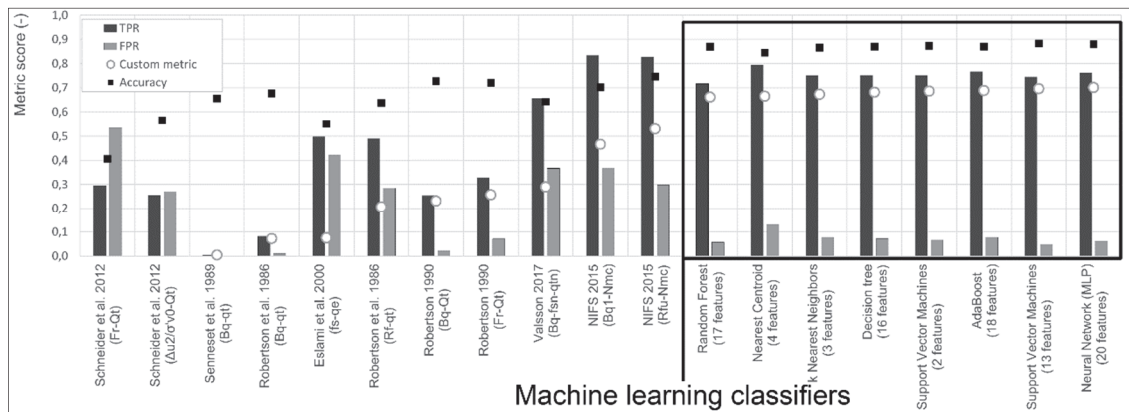 Metric score (-)
1,0
0,9
0,8
0,7
0,6
0,5
0,4
0,3
0,2
0,1
0,0
TPR
FPR
Custom metric
Accuracy
Schneider et al. 2012
(Fr-Qt)
Schneider et al. 2012
(Δu2/σ'v0-Qt)
Senneset et al. 1989
(Bq-qt)
Robertson et al. 1986
(Bq-qt)
Eslami et al. 2000
(fs-qe)
Robertson et al. 1986
(Rf-qt)
Robertson 1990
(Bq-Qt)
Robertson 1990
(Fr-Qt)
Valsson 2017
(Bq-fsn-qtn)
NIFS 2015
(Bq1-Nmc)
NIFS 2015
(Rfu-Nmc)
Random Forest
(17 features)
Nearest Centroid
(4 features)
k Nearest Neighbors
(3 features)
Decision tree
(16 features)
Support Vector Machines
(2 features)
AdaBoost
(18 features)
Support Vector Machines
(13 features)
Neural Network (MLP)
(20 features)
Machine learning classifiers